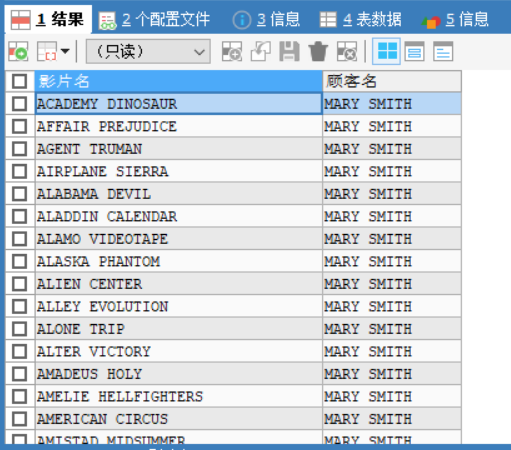 1 结果 2 个配置文件 3 信息 4 表数据 5 信息
（只读）
影片名 顾客名
ACADEMY DINOSAUR MARY SMITH
AFFAIR PREJUDICE MARY SMITH
AGENT TRUMAN MARY SMITH
AIRPLANE SIERRA MARY SMITH
ALABAMA DEVIL MARY SMITH
ALADDIN CALENDAR MARY SMITH
ALAMO VIDEOTAPE MARY SMITH
ALASKA PHANTOM MARY SMITH
ALIEN CENTER MARY SMITH
ALLEY EVOLUTION MARY SMITH
ALONE TRIP MARY SMITH
ALTER VICTORY MARY SMITH
AMADEUS HOLY MARY SMITH
AMELIE HELLFIGHTERS MARY SMITH
AMERICAN CIRCUS MARY SMITH
AMISTAD MIDSUMMER MARY SMITH